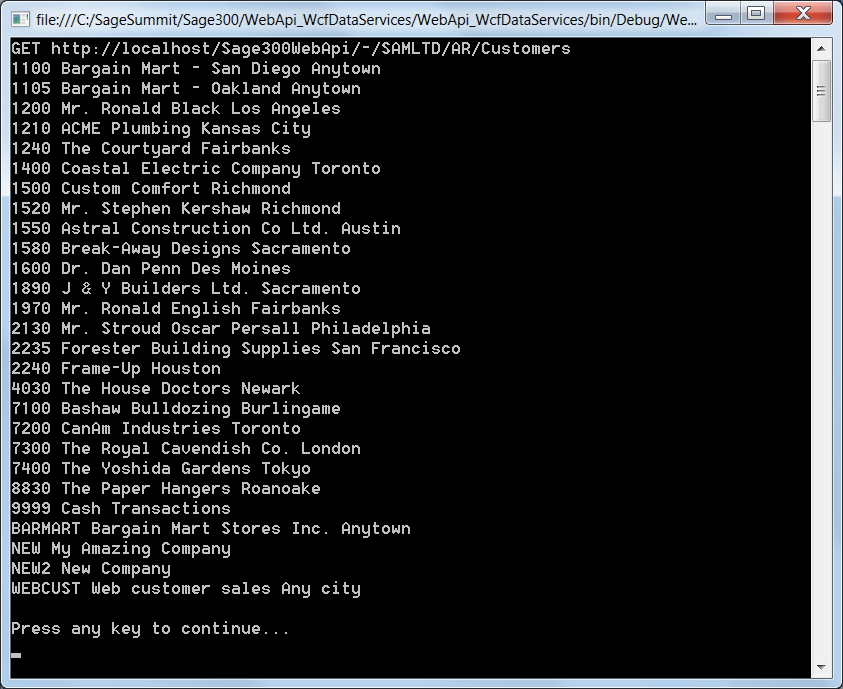 file:///C:/SageSummit/Sage300/WebApi_WcfDataServices/WebApi_WcfDataServices/bin/Debug/We...
GET http://localhost/Sage300WebApi/-/SAMLTD/AR/Customers
1100 Bargain Mart - San Diego Anytown
1105 Bargain Mart - Oakland Anytown
1200 Mr. Ronald Black Los Angeles
1210 ACME Plumbing Kansas City
1240 The Courtyard Fairbanks
1400 Coastal Electric Company Toronto
1500 Custom Comfort Richmond
1520 Mr. Stephen Kershaw Richmond
1550 Astral Construction Co Ltd. Austin
1580 Break-Away Designs Sacramento
1600 Dr. Dan Penn Des Moines
1890 J & Y Builders Ltd. Sacramento
1970 Mr. Ronald English Fairbanks
2130 Mr. Stroud Oscar Persall Philadelphia
2235 Forester Building Supplies San Francisco
2240 Frame-Up Houston
4030 The House Doctors Newark
7100 Bashaw Bulldozing Burlingame
7200 CanAm Industries Toronto
7300 The Royal Cavendish Co. London
7400 The Yoshida Gardens Tokyo
8830 The Paper Hangers Roanoake
9999 Cash Transactions
BARMART Bargain Mart Stores Inc. Anytown
NEW My Amazing Company
NEW2 New Company
WEBCUST Web customer sales Any city
Press any key to continue...